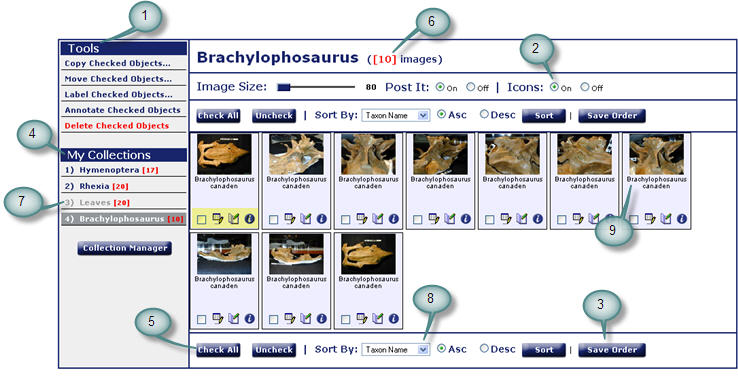 1
6
2
Tools
Copy Checked Objects...
Move Checked Objects...
Label Checked Objects...
Annotate Checked Objects
Delete Checked Objects
Brachylophosaurus ([10] images)
Image Size: 80 Post It: On Off | Icons: On Off
Check All Uncheck | Sort By: Taxon Name Asc Desc Sort | Save Order
4
My Collections
1) Hymenoptera [17]
2) Rhexia [20]
7
3) Leaves [20]
4) Brachylophosaurus [10]
Collection Manager
Brachylophosaurus canaden
Brachylophosaurus canaden
Brachylophosaurus canaden
Brachylophosaurus canaden
Brachylophosaurus canaden
Brachylophosaurus canaden
Brachylophosaurus canaden
9
Brachylophosaurus canaden
Brachylophosaurus canaden
Brachylophosaurus canaden
5
8
3
Check All Uncheck | Sort By: Taxon Name Asc Desc Sort | Save Order